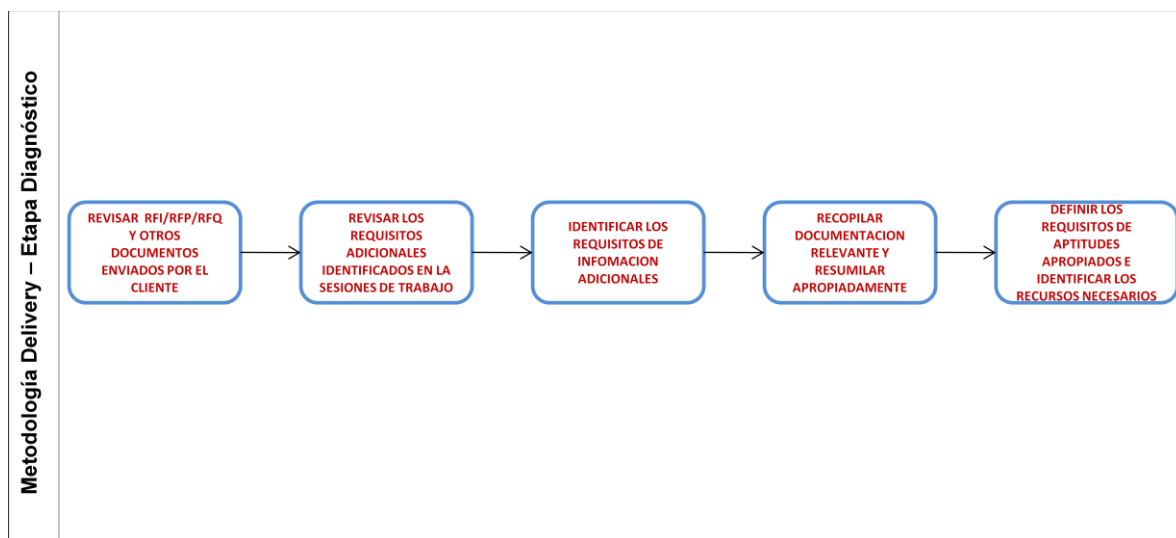 Metodología Delivery – Etapa Diagnóstico
REVISAR RFI/RFP/RFQ
Y OTROS
DOCUMENTOS
ENVIADOS POR EL
CLIENTE
REVISAR LOS
REQUISITOS
ADICIONALES
IDENTIFICADOS EN LA
SESIONES DE TRABAJO
IDENTIFICAR LOS
REQUISITOS DE
INFOMACION
ADICIONALES
RECOPILAR
DOCUMENTACION
RELEVANTE Y
RESUMILAR
APROPIADAMENTE
DEFINIR LOS
REQUISITOS DE
APTITUDES
APROPIADOS E
IDENTIFICAR LOS
RECURSOS NECESARIOS